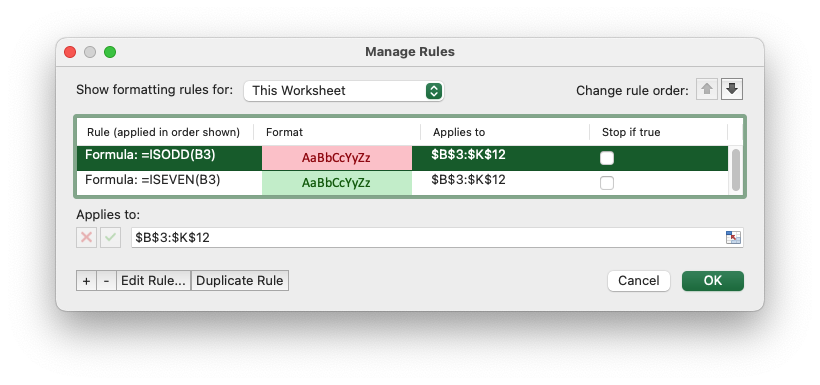 Manage Rules
Show formatting rules for: This Worksheet Change rule order:
Rule (applied in order shown) Format Applies to Stop if true
Formula: =ISODD(B3) AaBbCcYyZz $B$3:$K$12
Formula: =ISEVEN(B3) AaBbCcYyZz $B$3:$K$12
Applies to:
$B$3:$K$12
+ - Edit Rule... Duplicate Rule Cancel OK